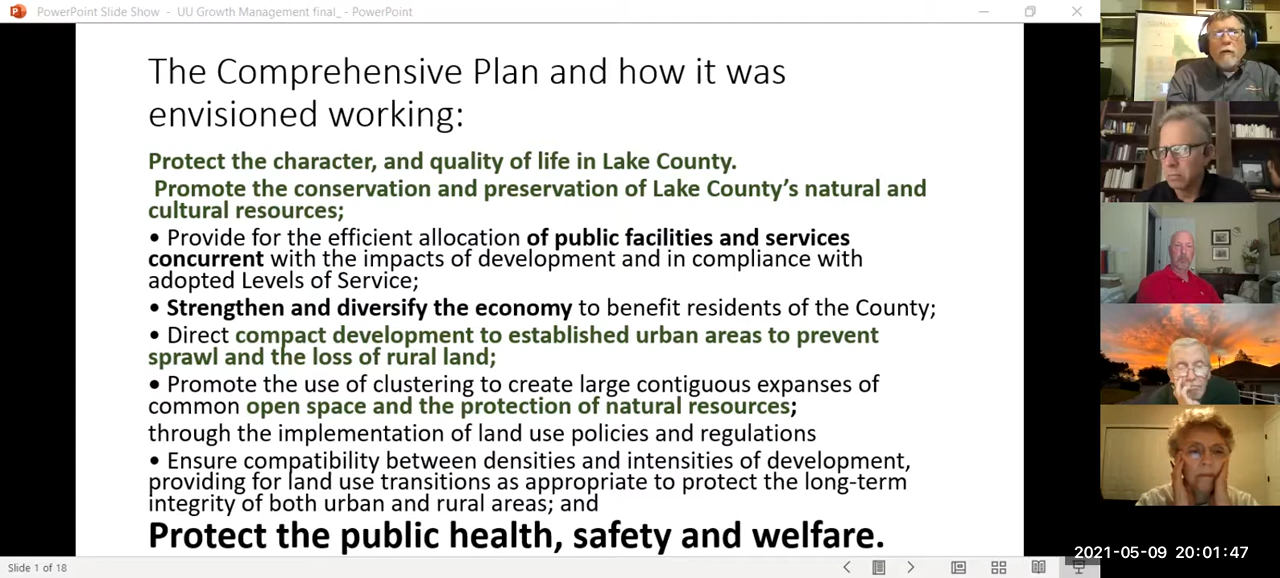 PowerPoint Slide Show - UU Growth Management final_ - PowerPoint
The Comprehensive Plan and how it was
envisioned working:
Protect the character, and quality of life in Lake County.
Promote the conservation and preservation of Lake County’s natural and
cultural resources;
• Provide for the efficient allocation of public facilities and services
concurrent with the impacts of development and in compliance with
adopted Levels of Service;
• Strengthen and diversify the economy to benefit residents of the County;
• Direct compact development to established urban areas to prevent
sprawl and the loss of rural land;
• Promote the use of clustering to create large contiguous expanses of
common open space and the protection of natural resources;
through the implementation of land use policies and regulations
• Ensure compatibility between densities and intensities of development,
providing for land use transitions as appropriate to protect the long-term
integrity of both urban and rural areas; and
Protect the public health, safety and welfare.
Slide 1 of 18
2021-05-09 20:01:47